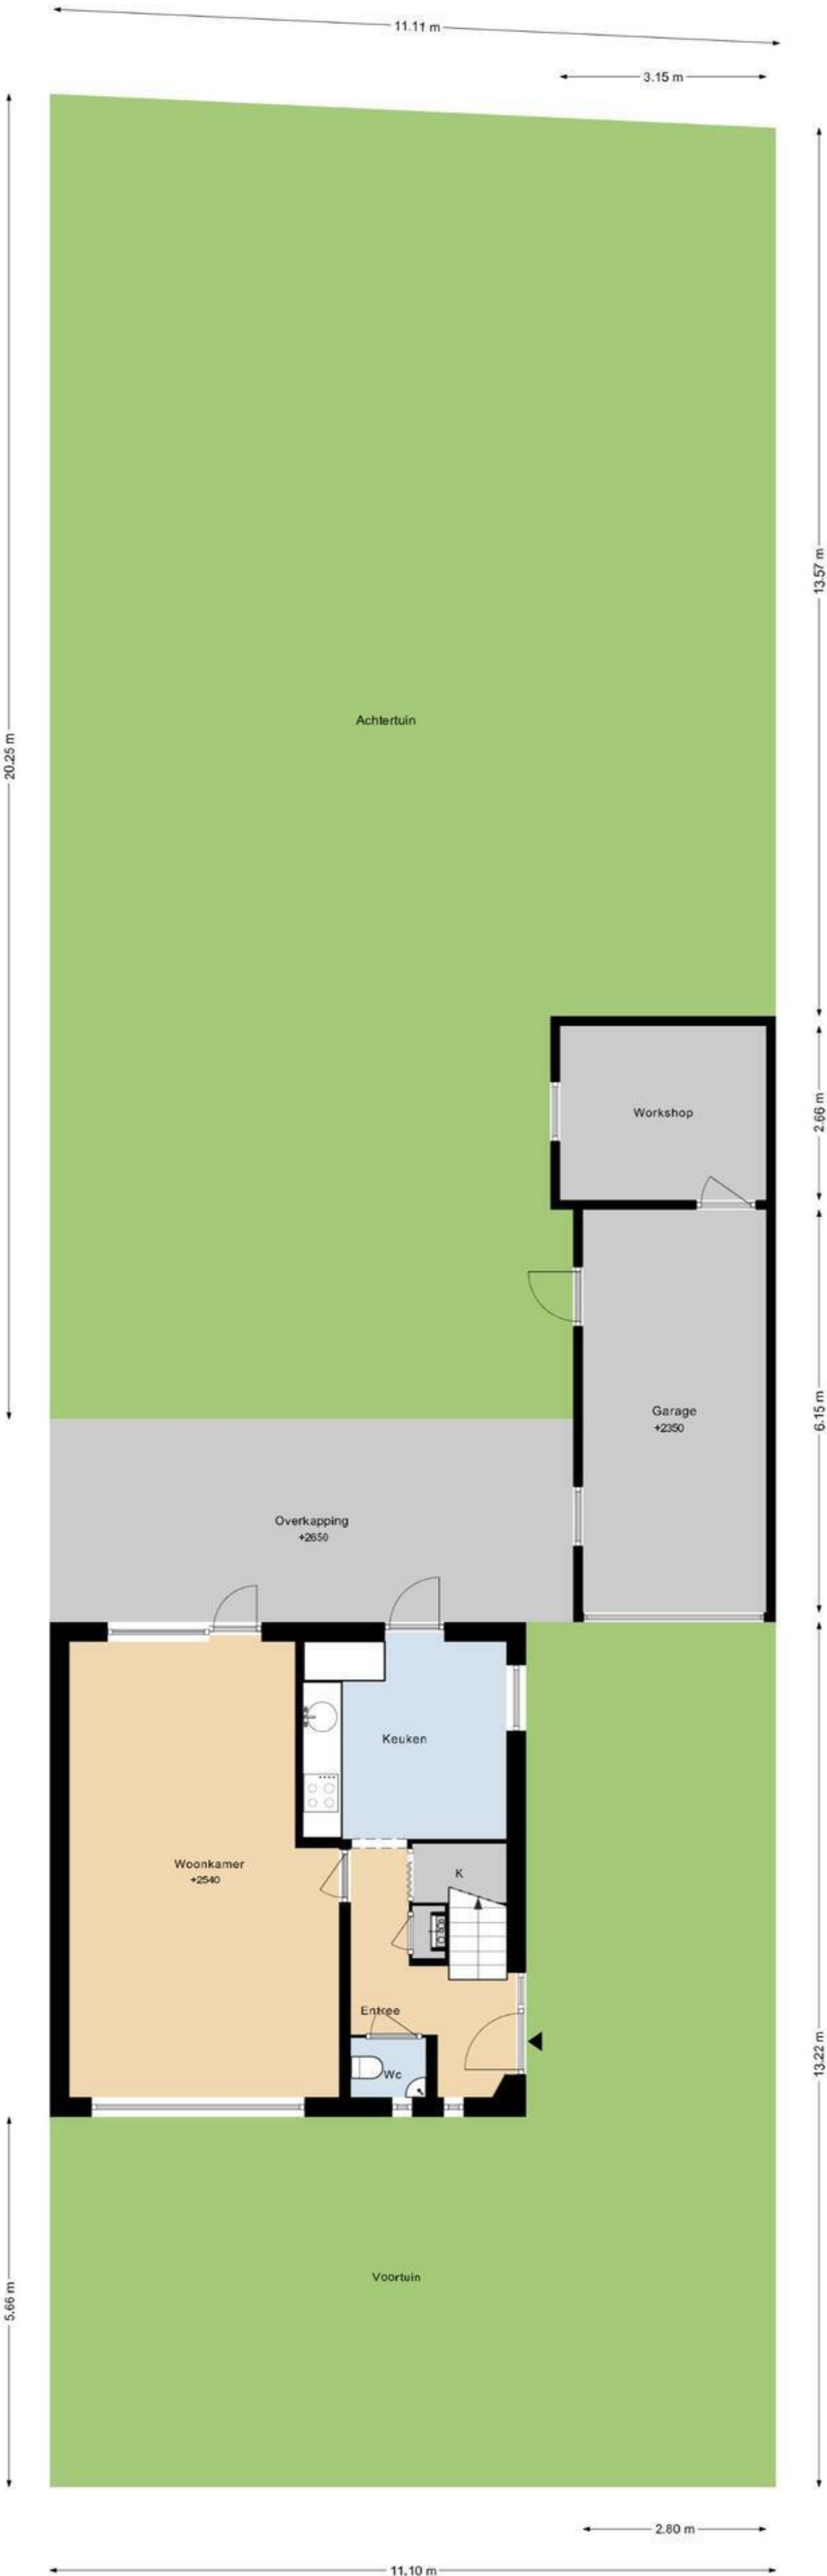 11.11 m
3.15 m
13.57 m
Achtertuin
20.25 m
Workshop
2.66 m
Garage
+2350
6.15 m
Overkapping
+2650
Keuken
Woonkamer
+2540
K
Entree
Wc
13.22 m
Voortuin
5.66 m
2.80 m
11.10 m